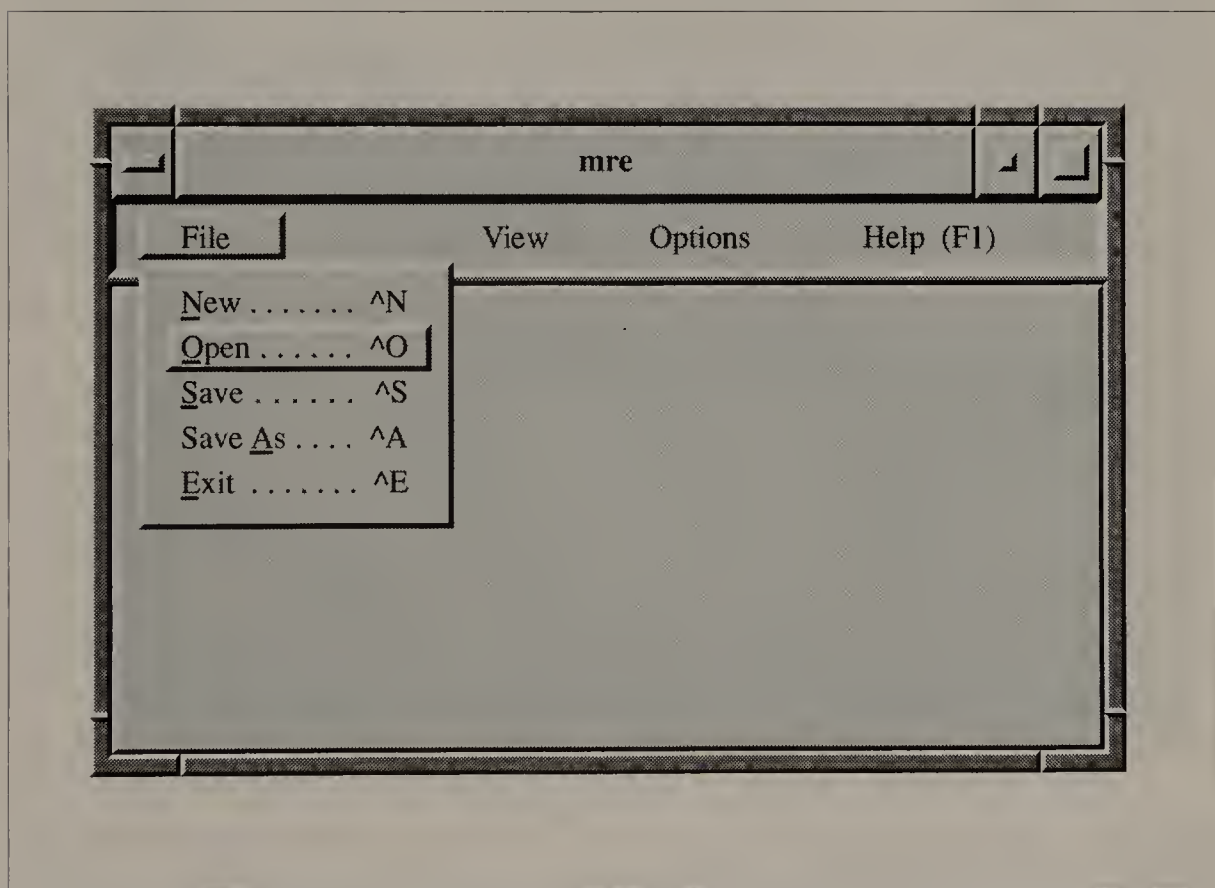 mre
File View Options Help (F1)
New . . . . . . . ^N
Open . . . . . . ^O
Save . . . . . . ^S
Save As . . . . ^A
Exit . . . . . . . ^E